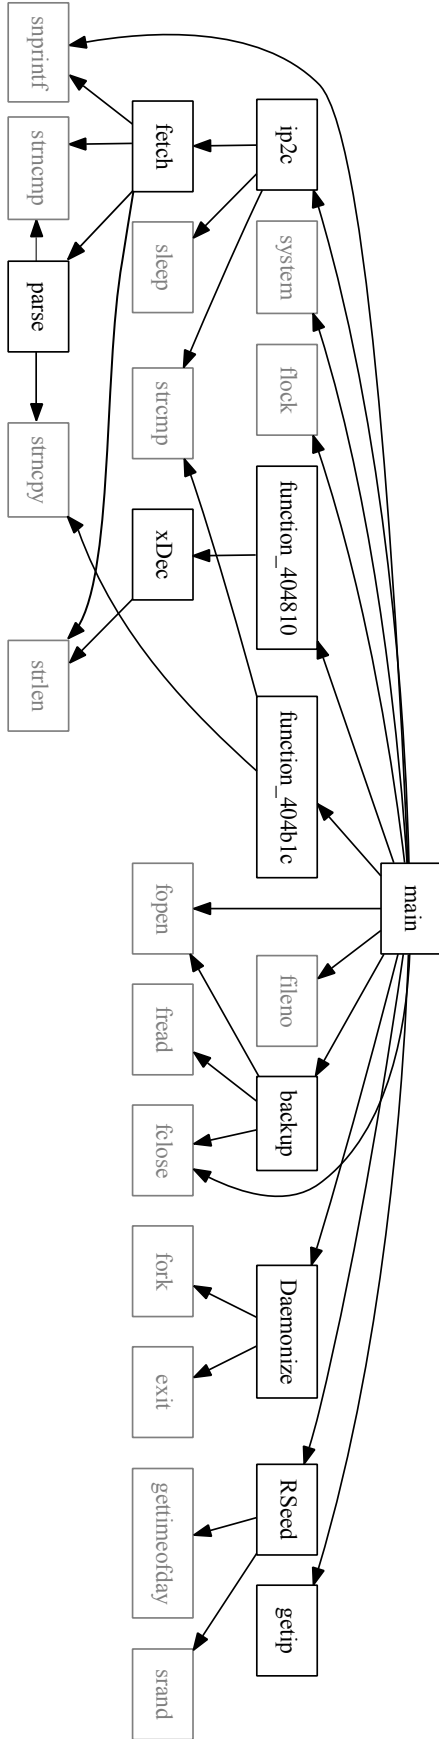 main
ip2c
system
flock
function_404810
function_404b1c
fileno
backup
Daemonize
RSeed
getip
fetch
sleep
strcmp
xDec
fopen
fread
fclose
fork
exit
gettimeofday
srand
snprintf
strncmp
parse
strncpy
strlen